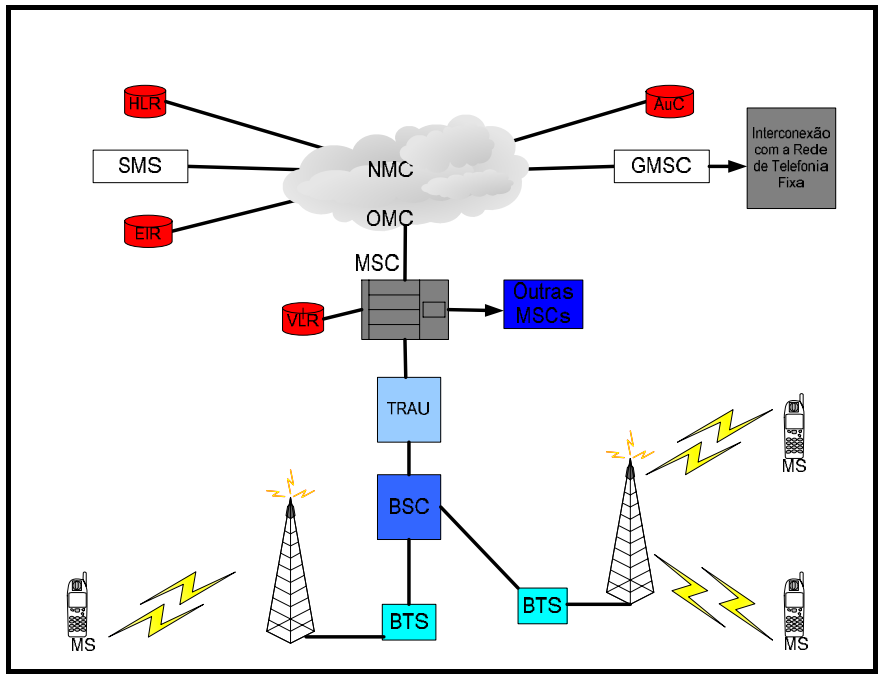 HLR
AuC
SMS
NMC
GMSC
Interconexão
com a Rede
de Telefonia
Fixa
EIR
OMC
MSC
VLR
Outras
MSCs
TRAU
BSC
MS
BTS
BTS
MS
MS